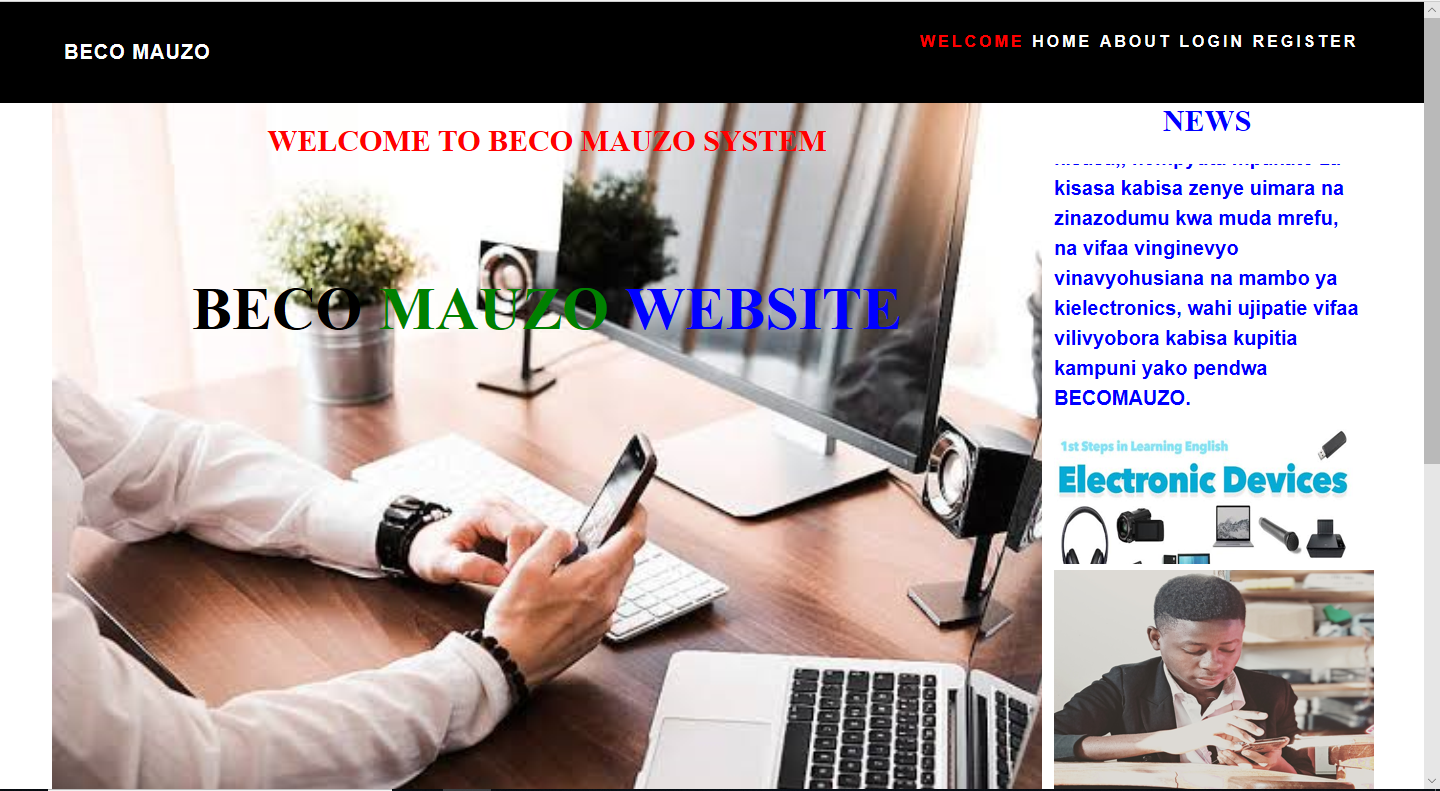 BECO MAUZO
WELCOME HOME ABOUT LOGIN REGISTER
WELCOME TO BECO MAUZO SYSTEM
BECO MAUZO WEBSITE
NEWS
kisasa kabisa zenye uimara na
zinazodumu kwa muda mrefu,
na vifaa vinginevyo
vinavyohusiana na mambo ya
kielectronics, wahi ujipatie vifaa
vilivyobora kabisa kupitia
kampuni yako pendwa
BECOMAUZO.
1st Steps in Learning English
Electronic Devices